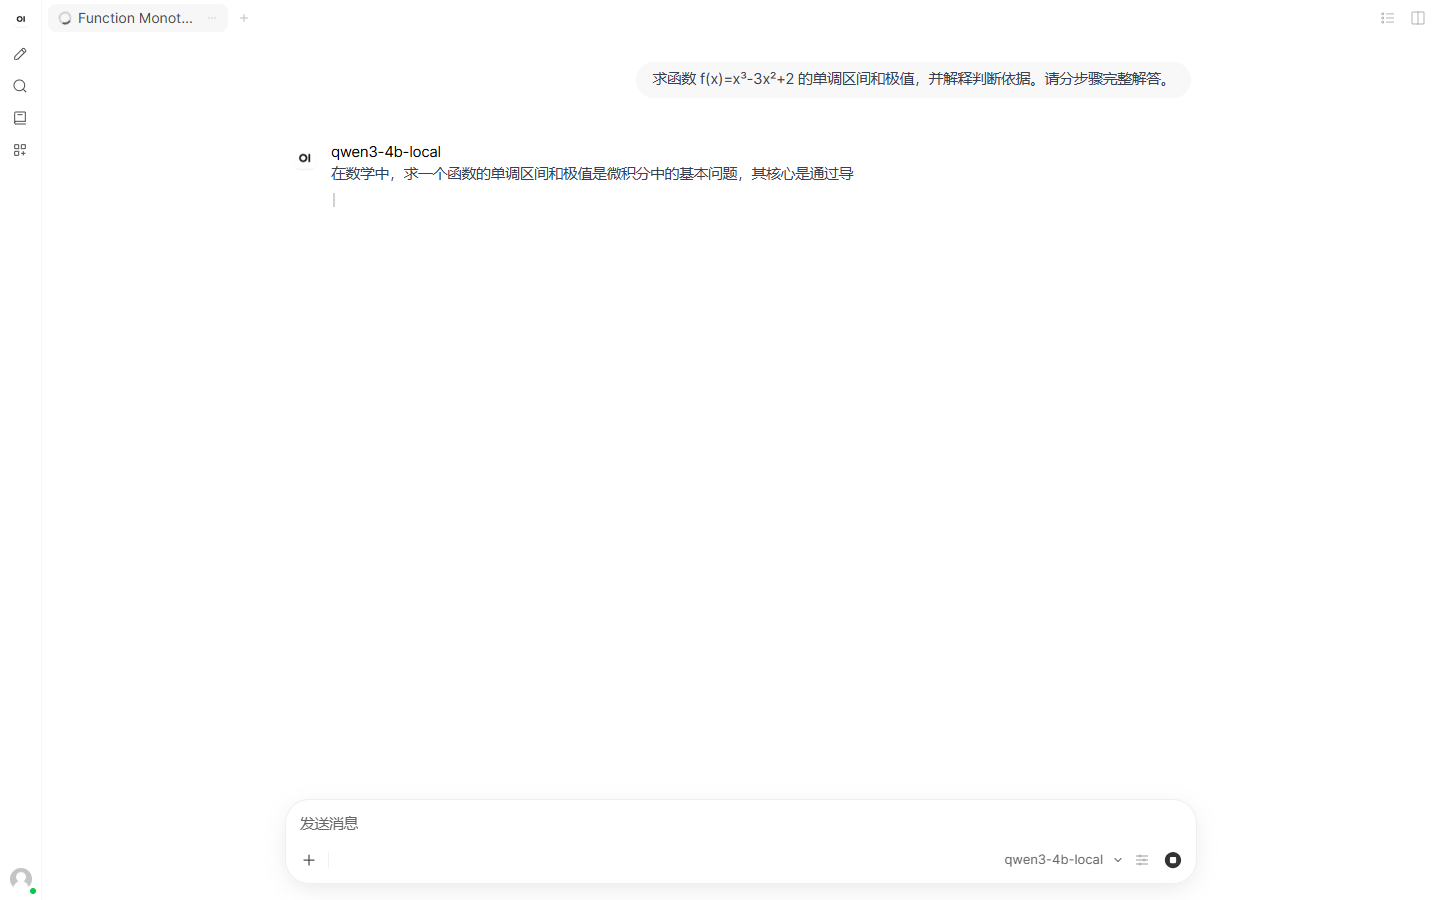 OI
Function Monot...
求函数 f(x)=x³-3x²+2 的单调区间和极值，并解释判断依据。请分步骤完整解答。
OI
qwen3-4b-local
在数学中，求一个函数的单调区间和极值是微积分中的基本问题，其核心是通过导
发送消息
qwen3-4b-local